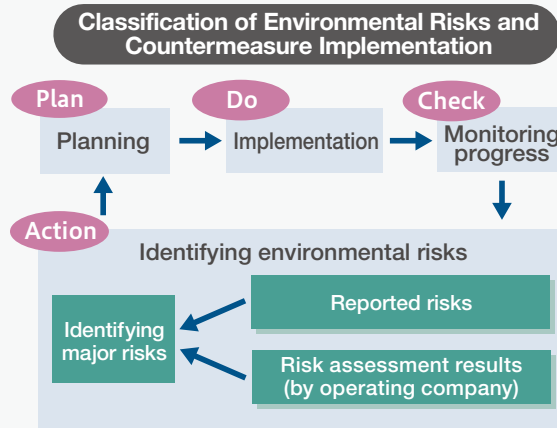 Classification of Environmental Risks and
Countermeasure Implementation
Plan
Planning
Do
Implementation
Check
Monitoring
progress
Action
Identifying environmental risks
Identifying
major risks
Reported risks
Risk assessment results
(by operating company)